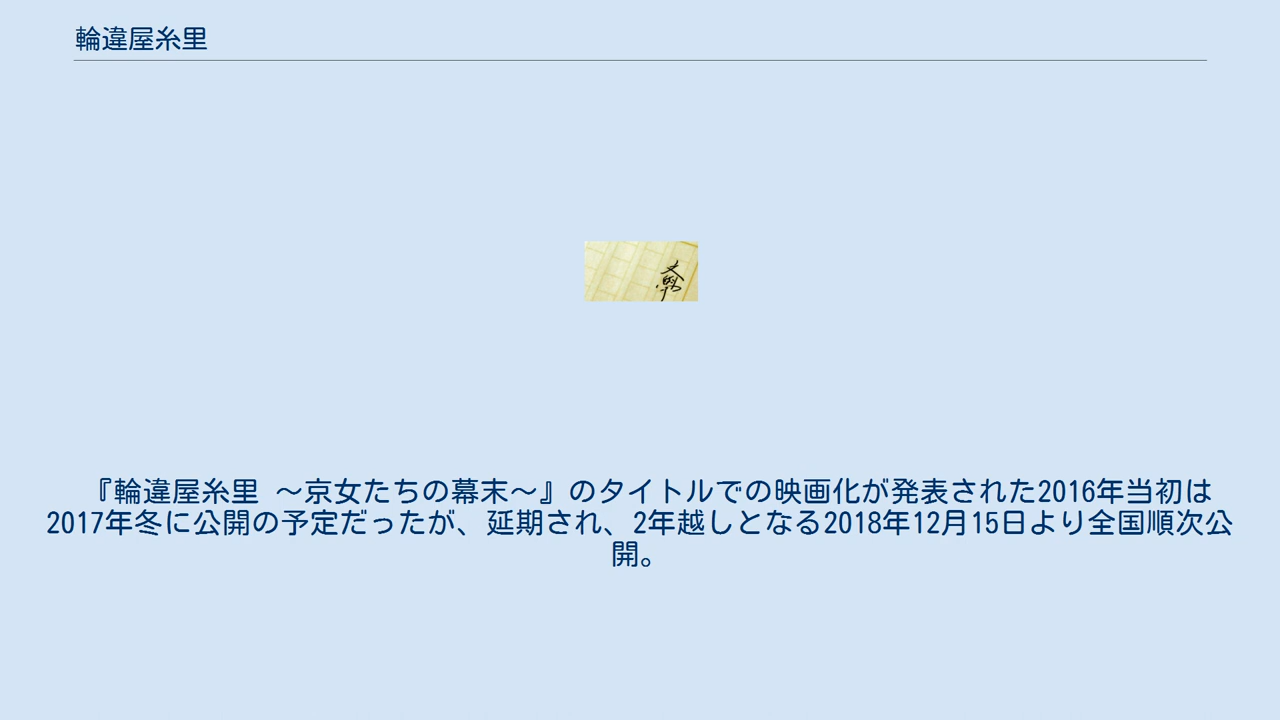 輪違屋糸里
『輪違屋糸里 〜京女たちの幕末〜』のタイトルでの映画化が発表された2016年当初は
2017年冬に公開の予定だったが、延期され、2年越しとなる2018年12月15日より全国順次公
開。